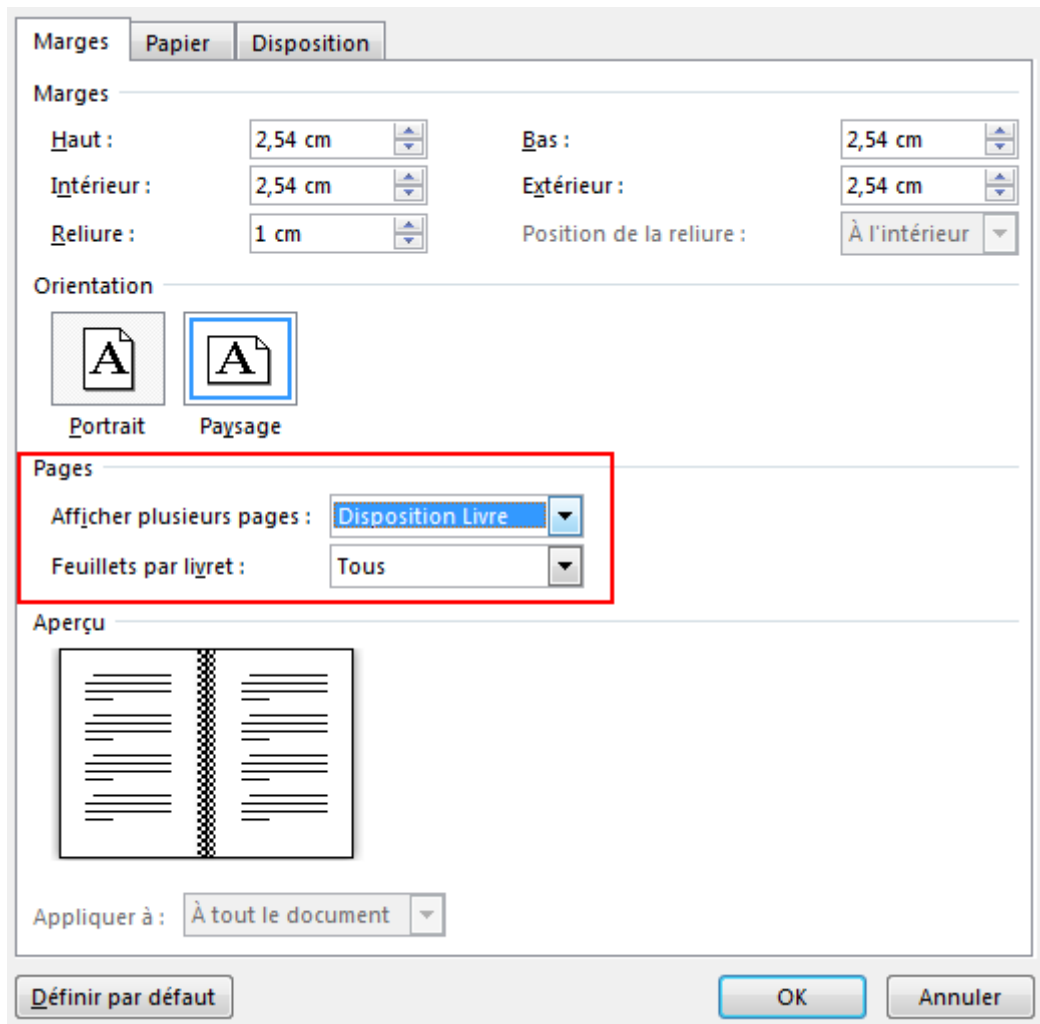 Marges Papier Disposition
Marges
Haut : 2,54 cm Bas : 2,54 cm
Intérieur : 2,54 cm Extérieur : 2,54 cm
Reliure : 1 cm Position de la reliure : À l'intérieur
Orientation
A A
Portrait Paysage
Pages
Afficher plusieurs pages : Disposition Livre
Feuillets par livret : Tous
Aperçu
Appliquer à : À tout le document
Définir par défaut OK Annuler